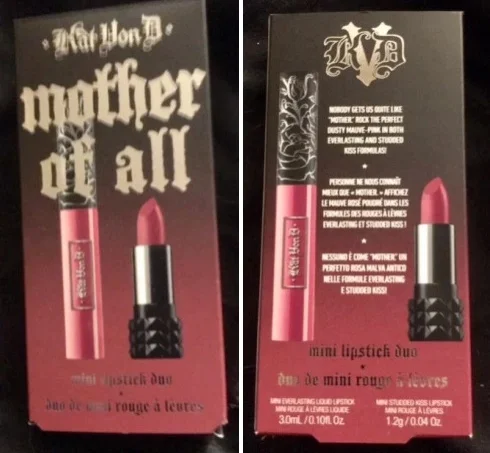 Kat Von D
mother
of all
Kat Von D
mini lipstick duo
duo de mini rouge à lèvres
KVD
NOBODY GETS US QUITE LIKE
"MOTHER." ROCK THE PERFECT
DUSTY MAUVE-PINK IN BOTH
EVERLASTING AND STUDDED
KISS FORMULAS!
PERSONNE NE NOUS CONNAÎT
MIEUX QUE « MOTHER. » AFFICHEZ
LE MAUVE ROSÉ POUDRÉ DANS LES
FORMULES DES ROUGES À LÈVRES
EVERLASTING ET STUDDED KISS !
NESSUNO È COME "MOTHER." UN
PERFETTO ROSA MALVA ANTICO
NELLE FORMULE EVERLASTING
E STUDDED KISS!
Kat Von D
mini lipstick duo
duo de mini rouge à lèvres
MINI EVERLASTING LIQUID LIPSTICK
MINI ROUGE À LÈVRES LIQUIDE
3.0mL / 0.10fl. Oz.
MINI STUDDED KISS LIPSTICK
MINI ROUGE À LÈVRES
1.2g / 0.04 Oz.